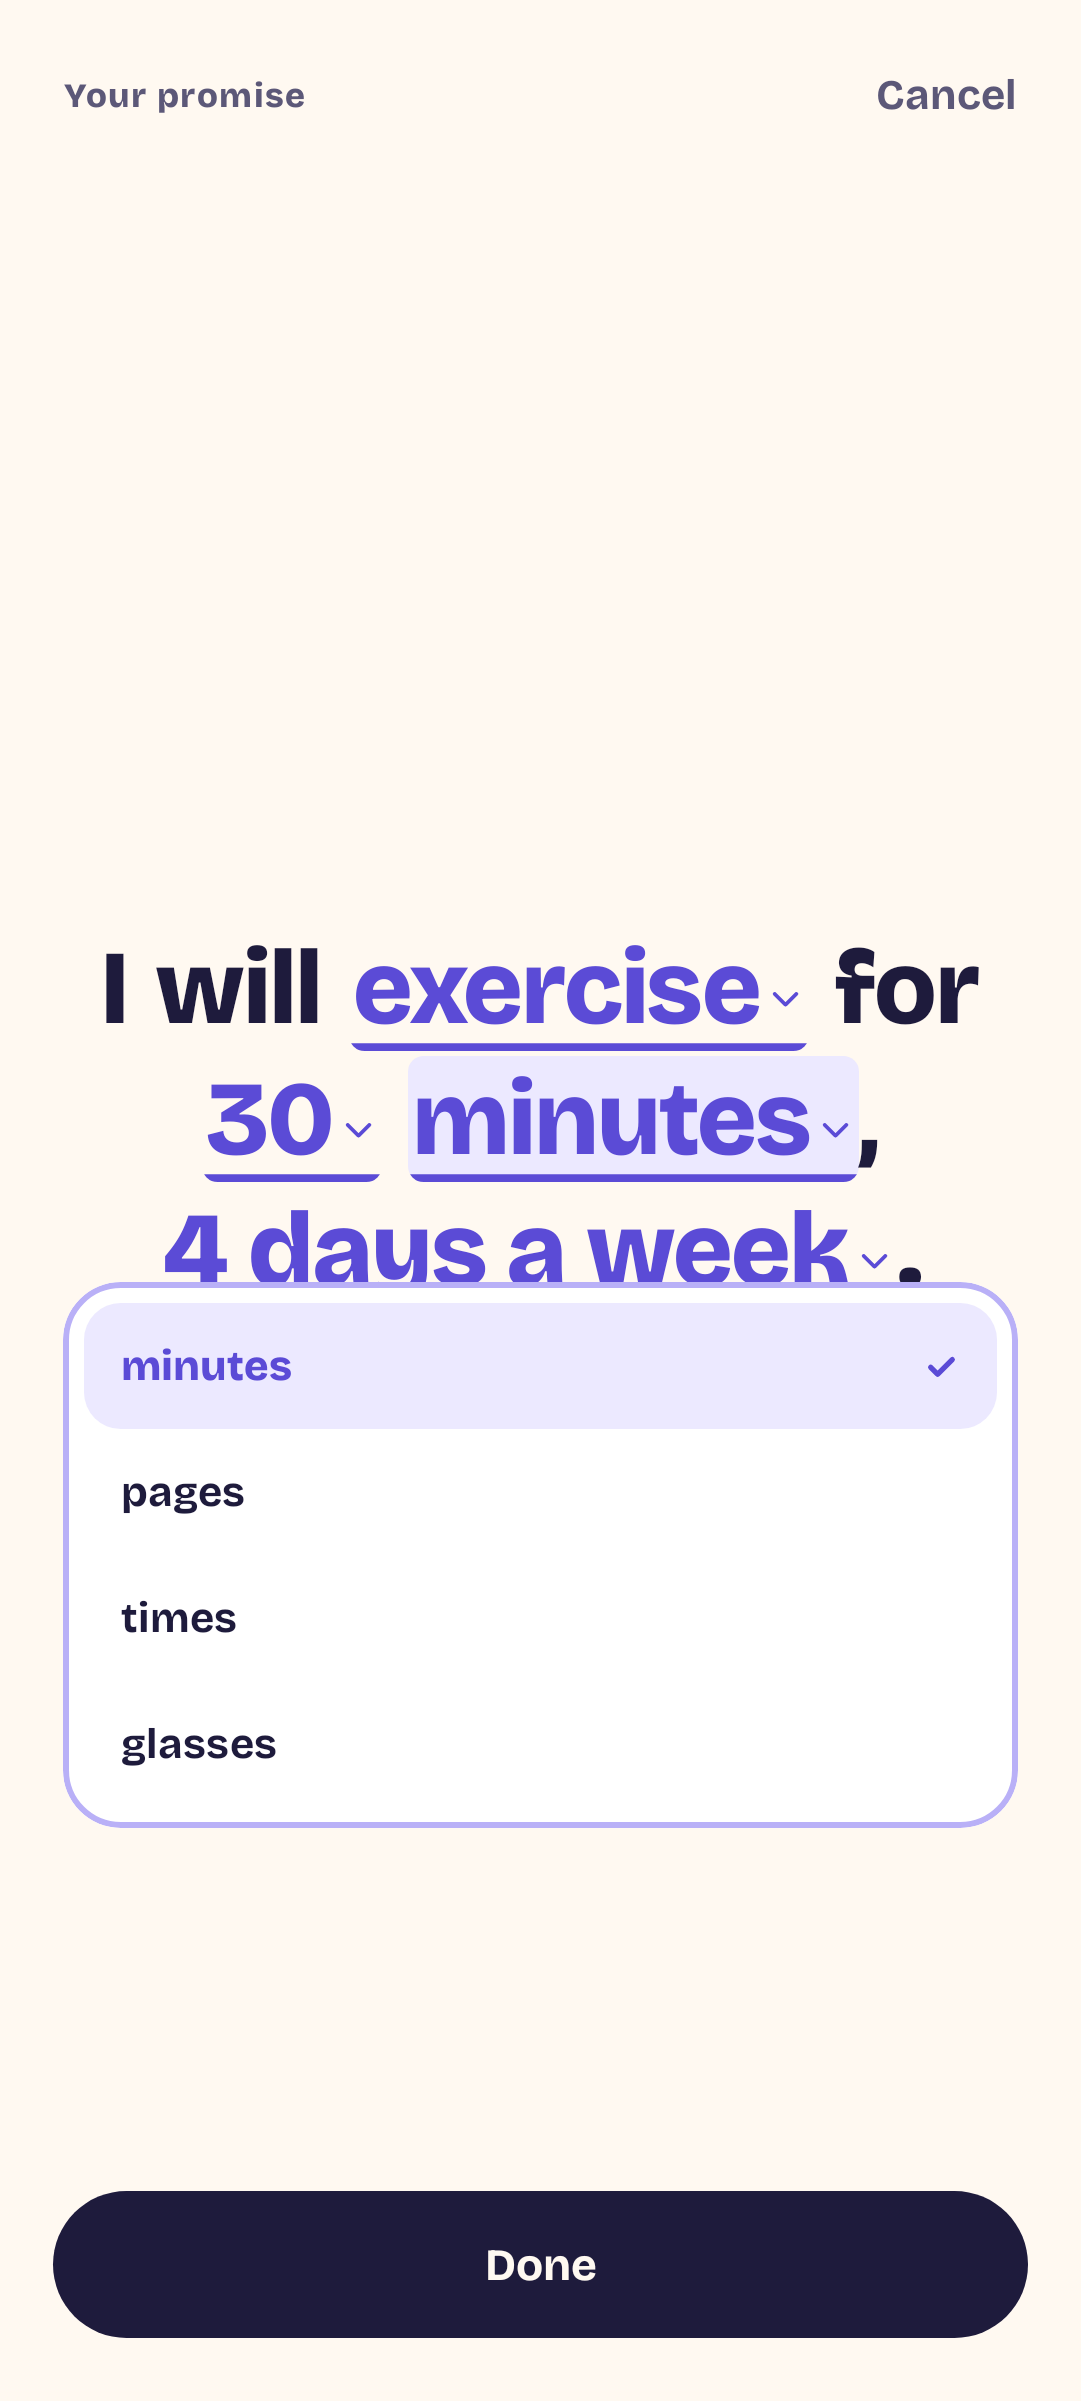 Your promise
Cancel
I will exercise for
30 minutes,
4 days a week.
minutes
pages
times
glasses
Done